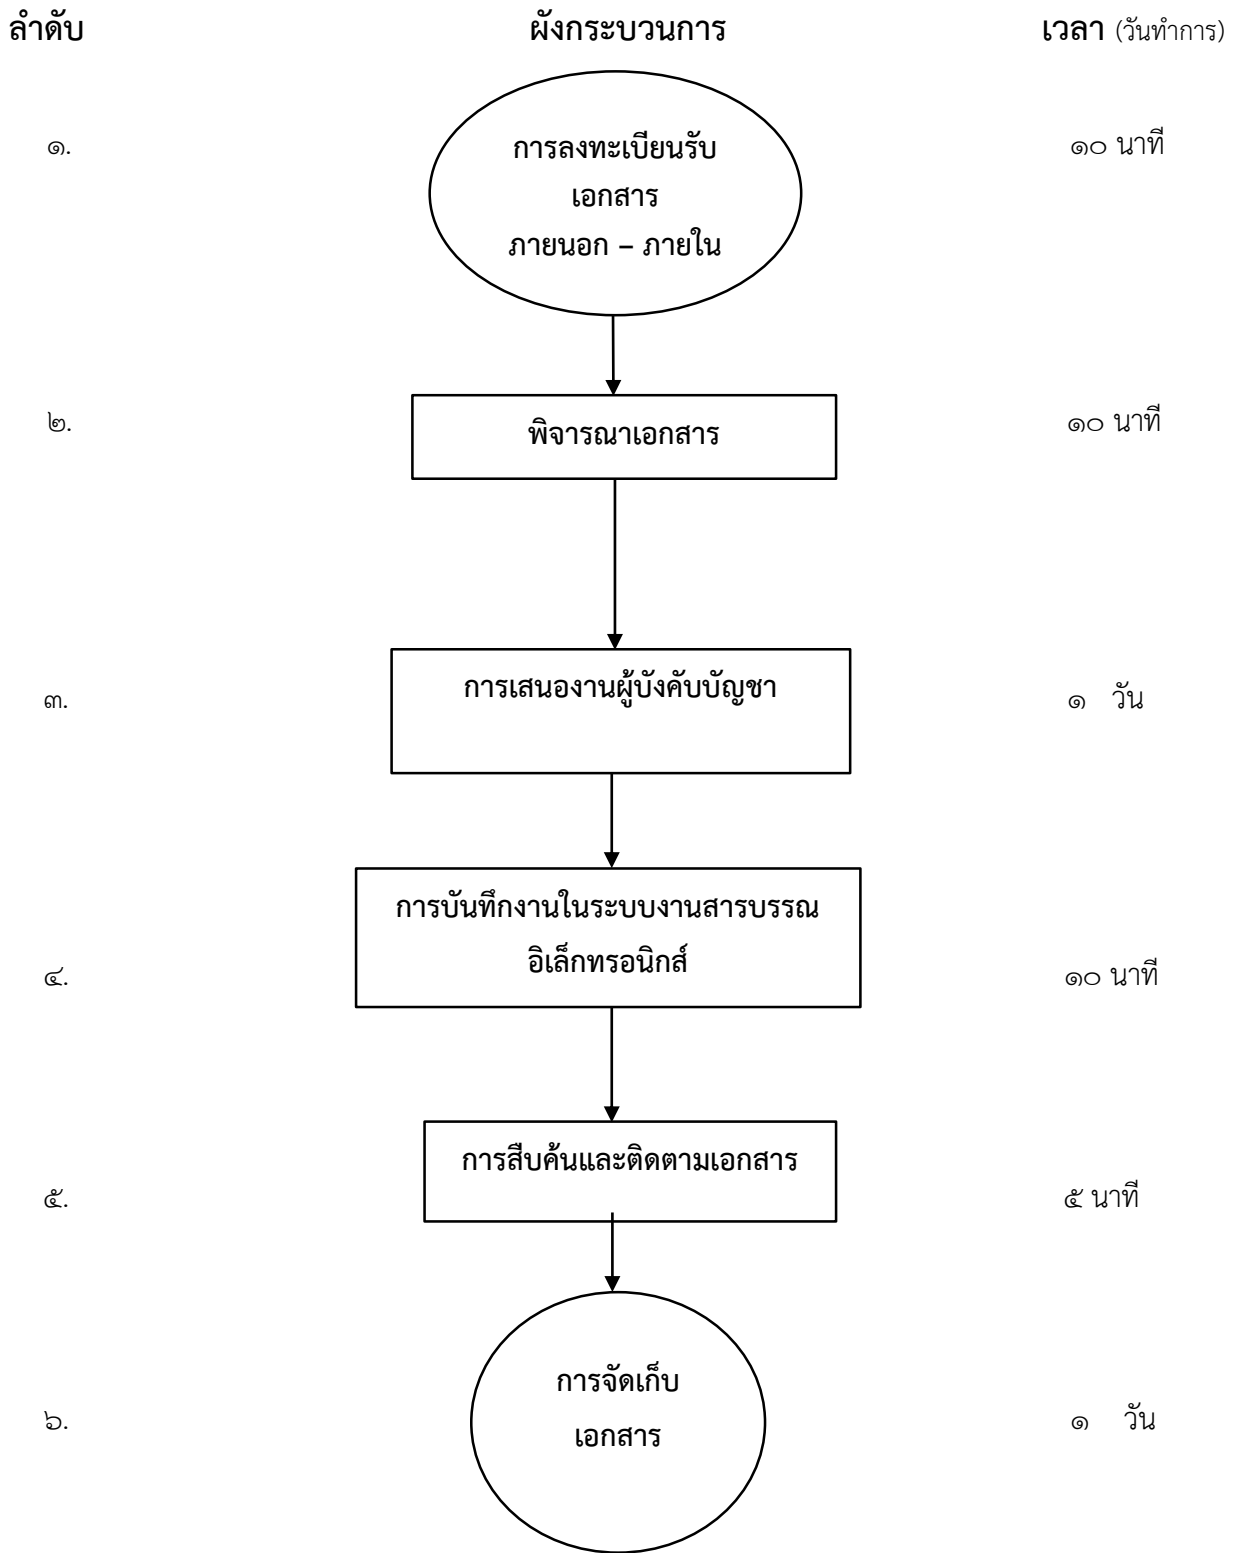 ลำดับ ผังกระบวนการ เวลา (วันทำการ)
๑. การลงทะเบียนรับ ๑๐ นาที
เอกสาร
ภายนอก – ภายใน
๒. พิจารณาเอกสาร ๑๐ นาที
๓. การเสนองานผู้บังคับบัญชา ๑ วัน
การบันทึกงานในระบบงานสารบรรณ
๔. อิเล็กทรอนิกส์ ๑๐ นาที
การสืบค้นและติดตามเอกสาร
๕. ๕ นาที
การจัดเก็บ
๖. เอกสาร ๑ วัน